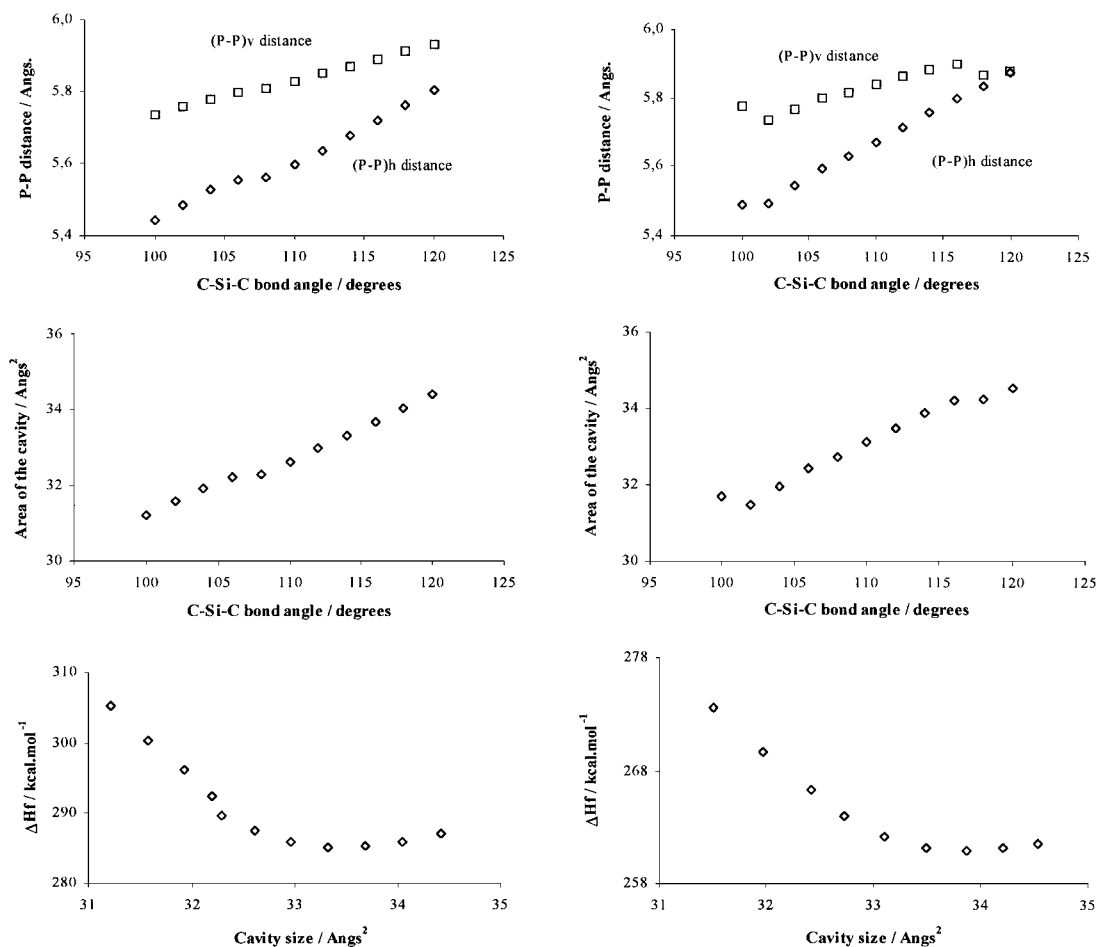 6,0
5,8
5,6
5,4
P-P distance / Angs.
(P-P)v distance
(P-P)h distance
95 100 105 110 115 120 125
C-Si-C bond angle / degrees
6,0
5,8
5,6
5,4
P-P distance / Angs.
(P-P)v distance
(P-P)h distance
95 100 105 110 115 120 125
C-Si-C bond angle / degrees
36
34
32
30
Area of the cavity / Angs²
95 100 105 110 115 120 125
C-Si-C bond angle / degrees
36
34
32
30
Area of the cavity / Angs²
95 100 105 110 115 120 125
C-Si-C bond angle / degrees
310
300
290
280
ΔHf / kcal.mol⁻¹
31 32 33 34 35
Cavity size / Angs²
278
268
258
ΔHf / kcal.mol⁻¹
31 32 33 34 35
Cavity size / Angs²